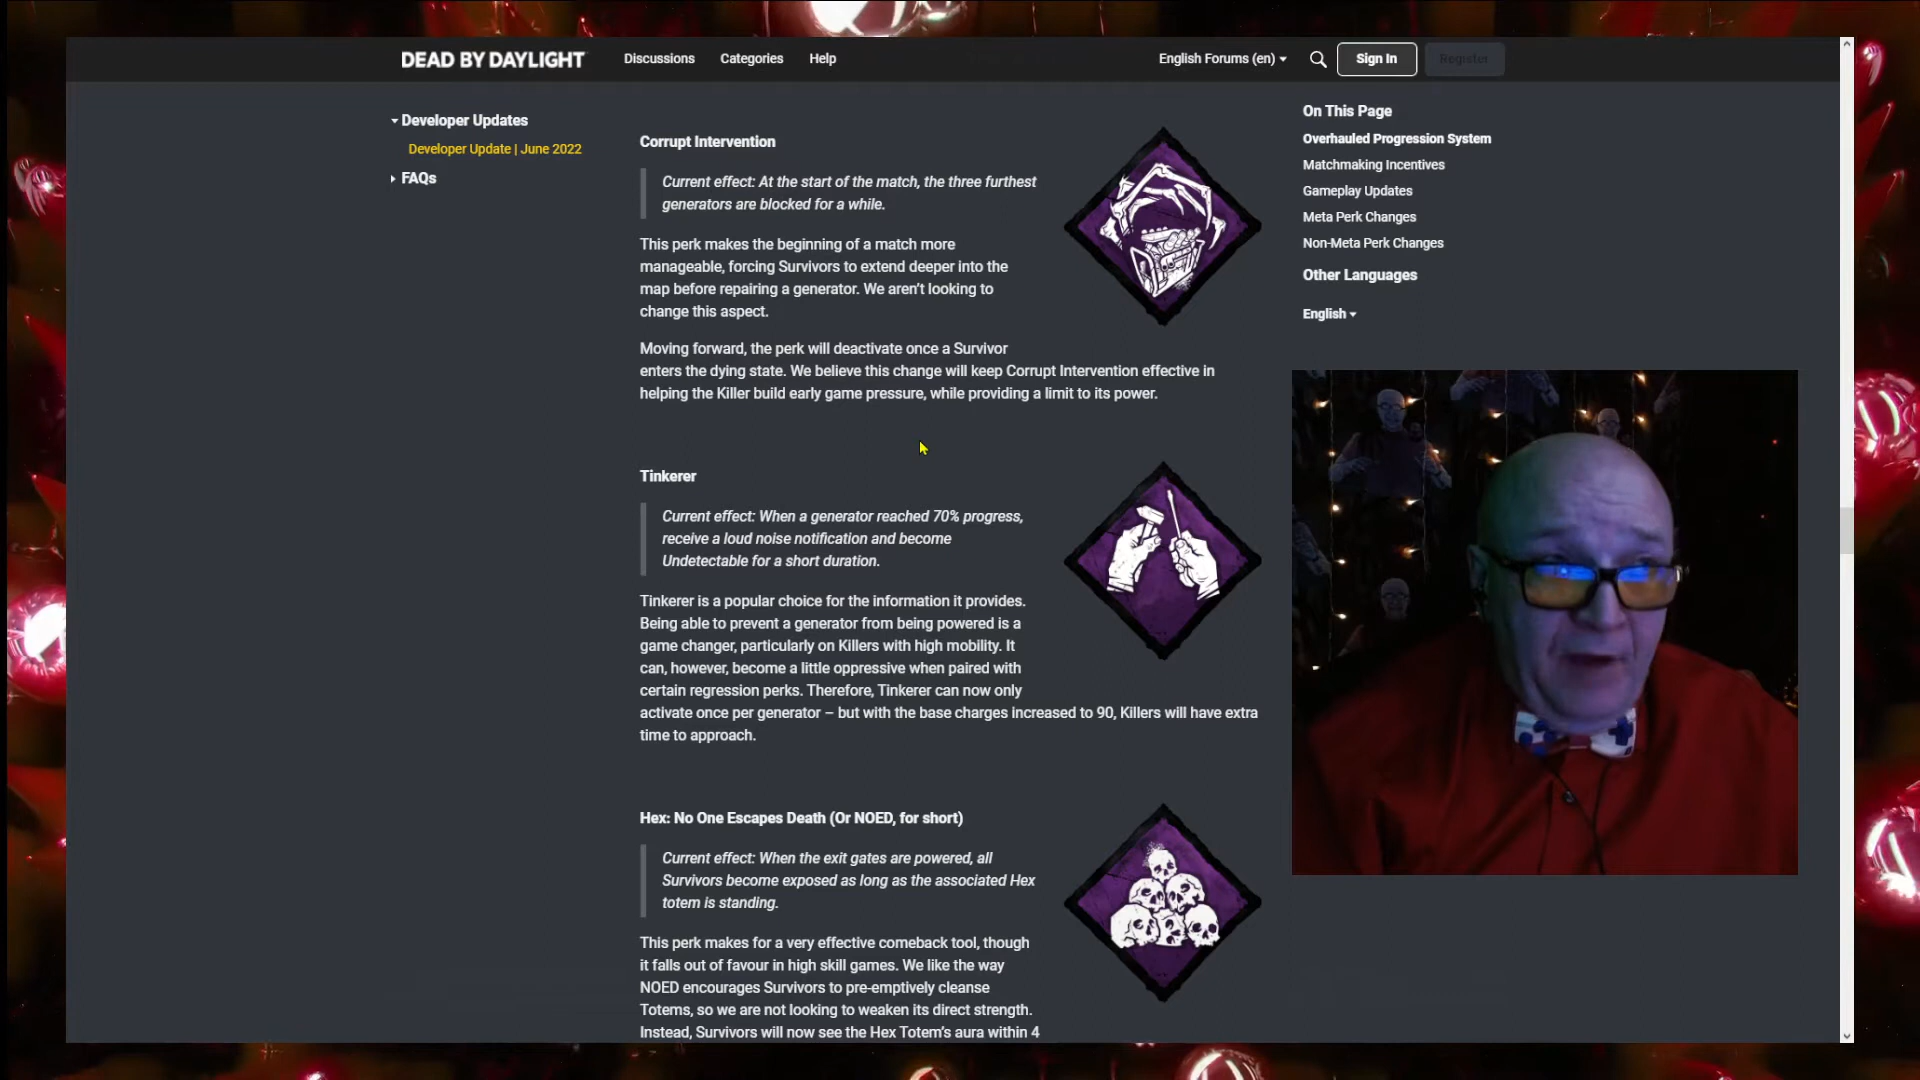 DEAD BY DAYLIGHT
Discussions
Categories
Help
English Forums (en)
Sign In
Register
Developer Updates
Developer Update | June 2022
FAQs
Corrupt Intervention
Current effect: At the start of the match, the three furthest
generators are blocked for a while.
This perk makes the beginning of a match more
manageable, forcing Survivors to extend deeper into the
map before repairing a generator. We aren't looking to
change this aspect.
Moving forward, the perk will deactivate once a Survivor
enters the dying state. We believe this change will keep Corrupt Intervention effective in
helping the Killer build early game pressure, while providing a limit to its power.
Tinkerer
Current effect: When a generator reached 70% progress,
receive a loud noise notification and become
Undetectable for a short duration.
Tinkerer is a popular choice for the information it provides.
Being able to prevent a generator from being powered is a
game changer, particularly on Killers with high mobility. It
can, however, become a little oppressive when paired with
certain regression perks. Therefore, Tinkerer can now only
activate once per generator – but with the base charges increased to 90, Killers will have extra
time to approach.
Hex: No One Escapes Death (Or NOED, for short)
Current effect: When the exit gates are powered, all
Survivors become exposed as long as the associated Hex
totem is standing.
This perk makes for a very effective comeback tool, though
it falls out of favour in high skill games. We like the way
NOED encourages Survivors to pre-emptively cleanse
Totems, so we are not looking to weaken its direct strength.
Instead, Survivors will now see the Hex Totem's aura within 4
On This Page
Overhauled Progression System
Matchmaking Incentives
Gameplay Updates
Meta Perk Changes
Non-Meta Perk Changes
Other Languages
English